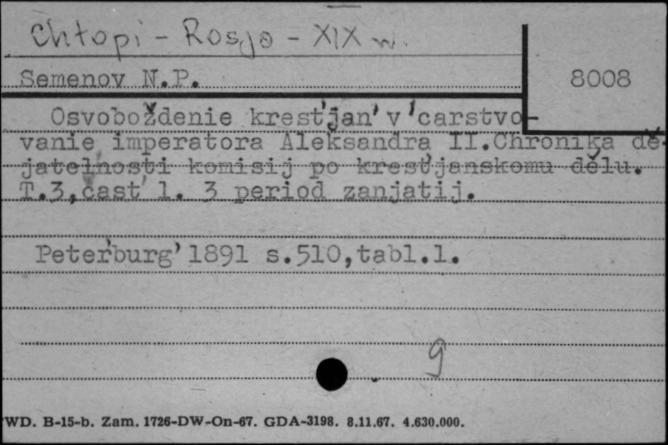 Chłopi - Rosja - XIX w.
Semenov N.P.
8008
Osvoboždenie krest'jan' v 'carstvo-
vanie imperatora Aleksandra II. Chronika dě-
jatelnosti komisij po krest'janskomu dělu.
T.3, čast' 1. 3 period zanjatij.
Peterburg' 1891 s.510, tabl.1.
9
WD. B-15-b. Zam. 1726-DW-On-67. GDA-3198. 8.11.67. 4.630.000.